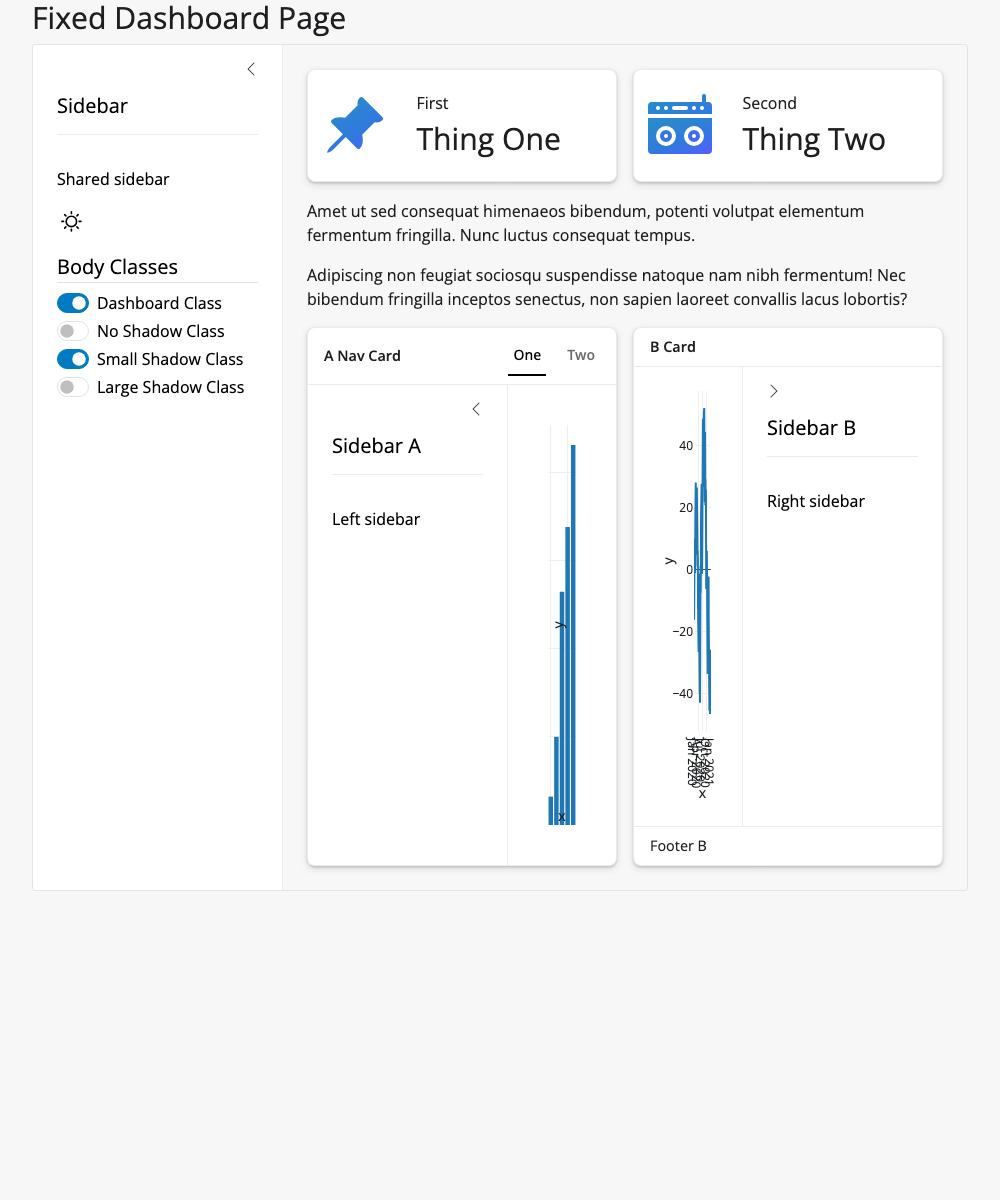 Fixed Dashboard Page
Sidebar
Shared sidebar
Body Classes
Dashboard Class
No Shadow Class
Small Shadow Class
Large Shadow Class
First
Thing One
Second
Thing Two
Amet ut sed consequat himenaeos bibendum, potenti volutpat elementum
fermentum fringilla. Nunc luctus consequat tempus.
Adipiscing non feugiat sociosqu suspendisse natoque nam nibh fermentum! Nec
bibendum fringilla inceptos senectus, non sapien laoreet convallis lacus lobortis?
A Nav Card
One
Two
Sidebar A
Left sidebar
y
x
B Card
40
20
0
−20
−40
y
Jan 2020
Jan 2021
x
Sidebar B
Right sidebar
Footer B